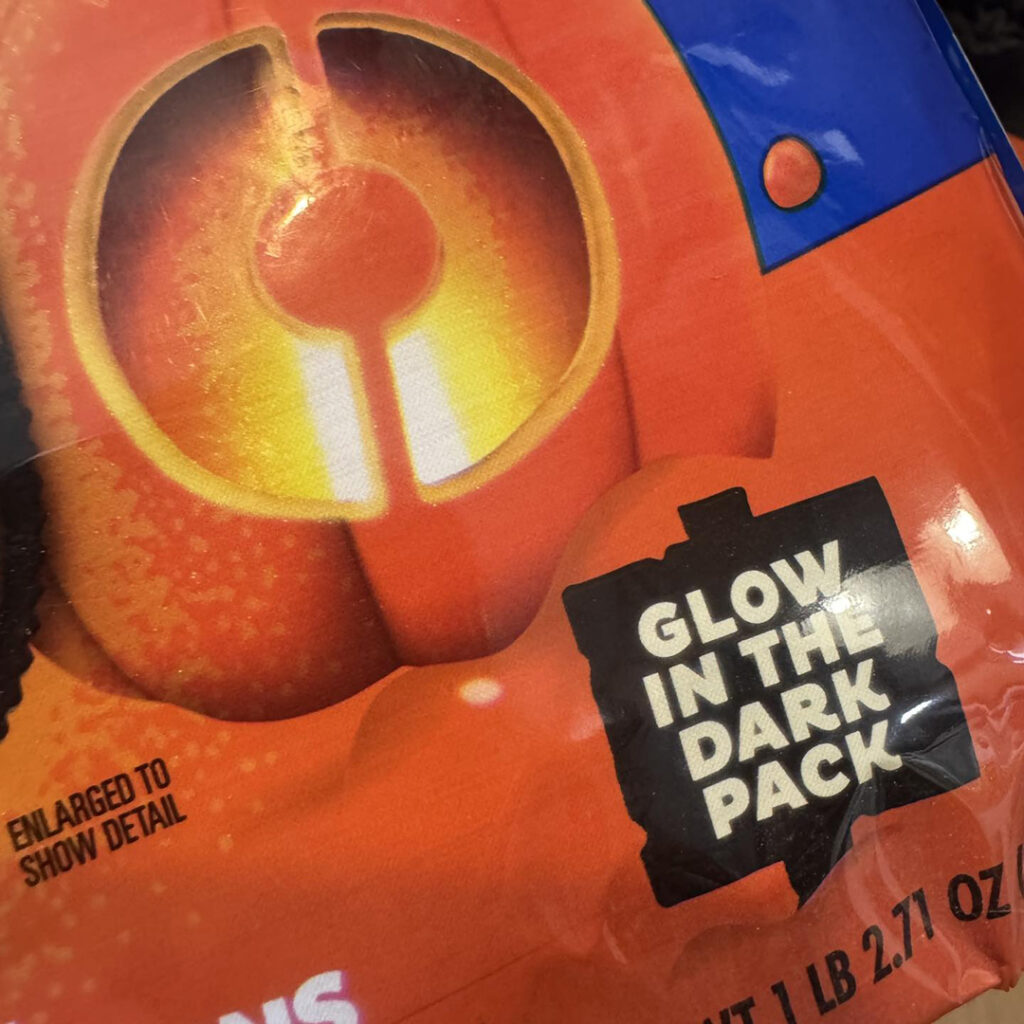 GLOW
IN THE
DARK
PACK
ENLARGED TO
SHOW DETAIL
1 LB 2.71 OZ